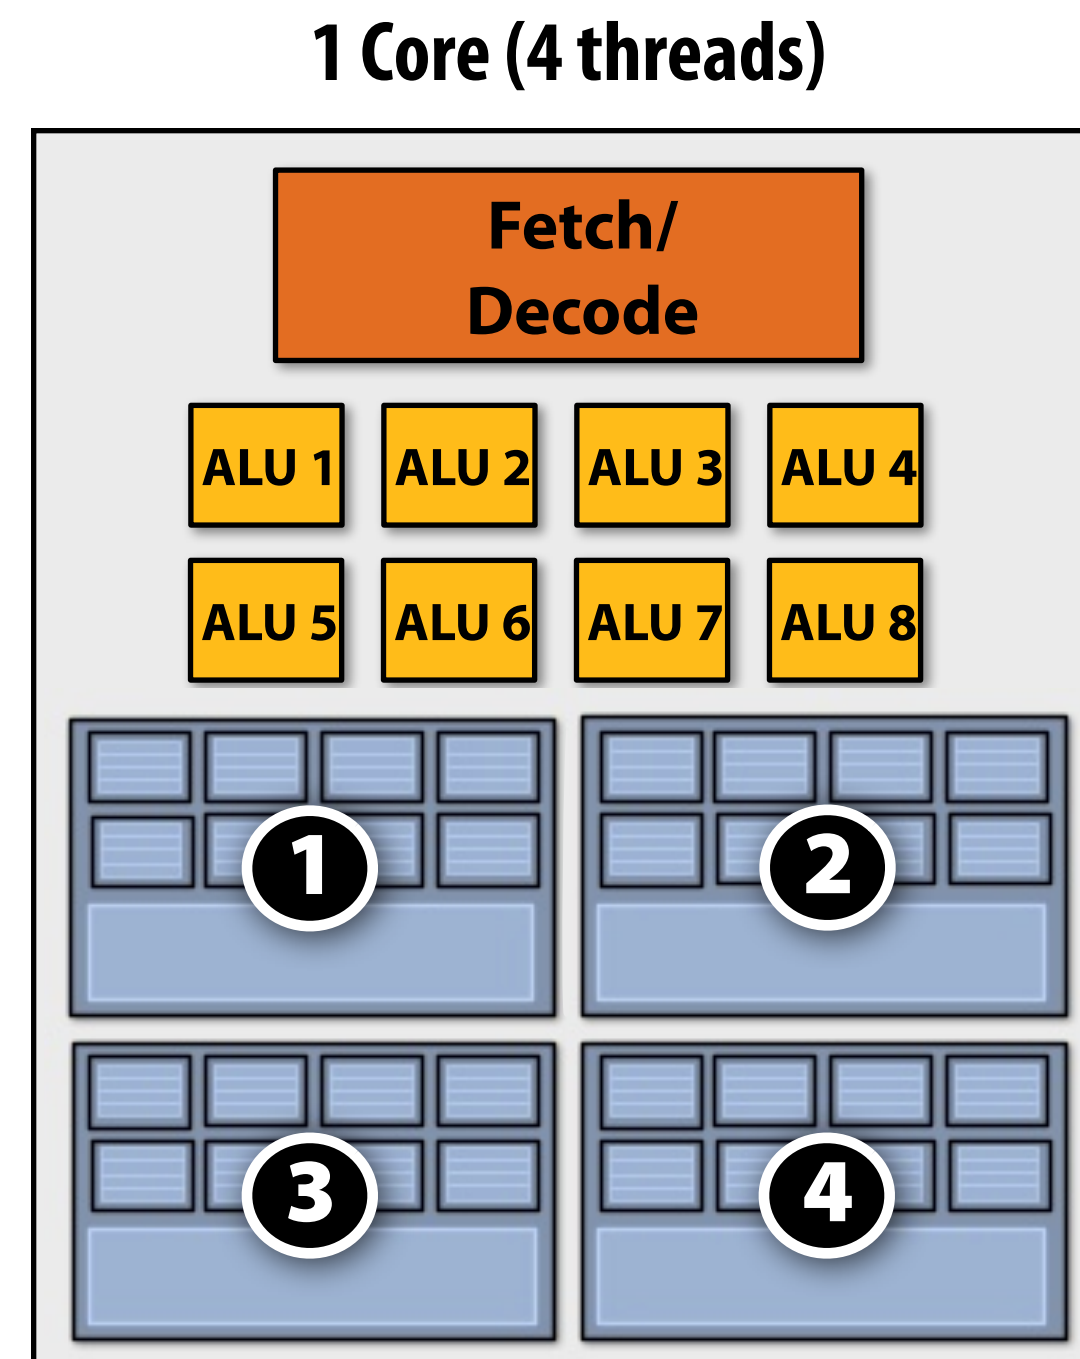 1 Core (4 threads)
Fetch/
Decode
ALU 1 ALU 2 ALU 3 ALU 4
ALU 5 ALU 6 ALU 7 ALU 8
1 2
3 4